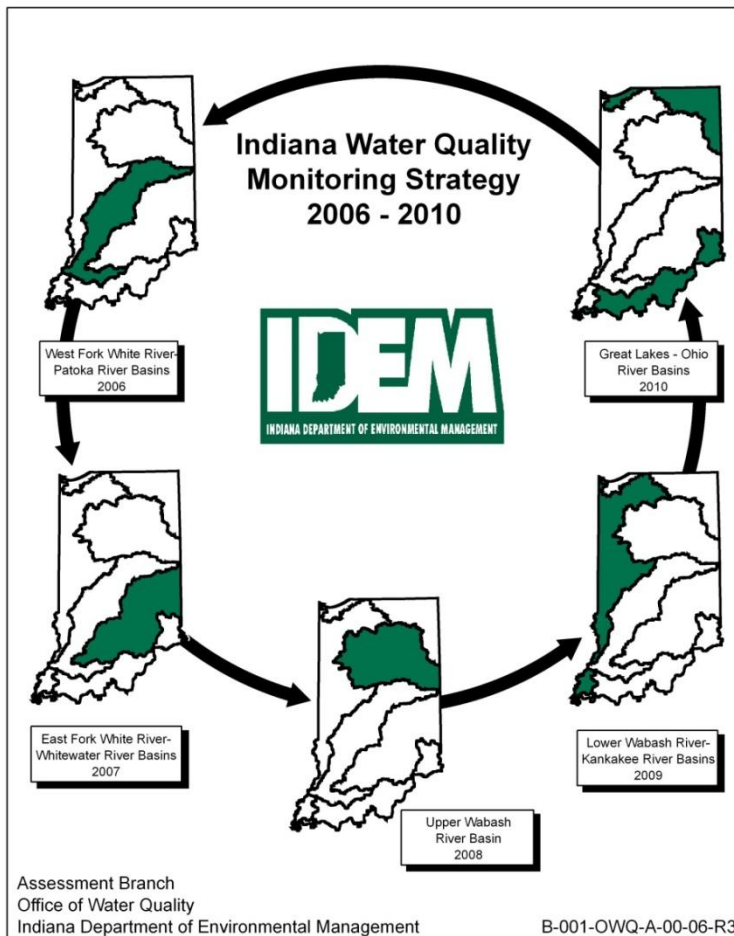 Indiana Water Quality
Monitoring Strategy
2006 - 2010
West Fork White River-
Patoka River Basins
2006
Great Lakes - Ohio
River Basins
2010
IDEM
INDIANA DEPARTMENT OF ENVIRONMENTAL MANAGEMENT
East Fork White River-
Whitewater River Basins
2007
Lower Wabash River-
Kankakee River Basins
2009
Upper Wabash
River Basin
2008
Assessment Branch
Office of Water Quality
Indiana Department of Environmental Management
B-001-OWQ-A-00-06-R3